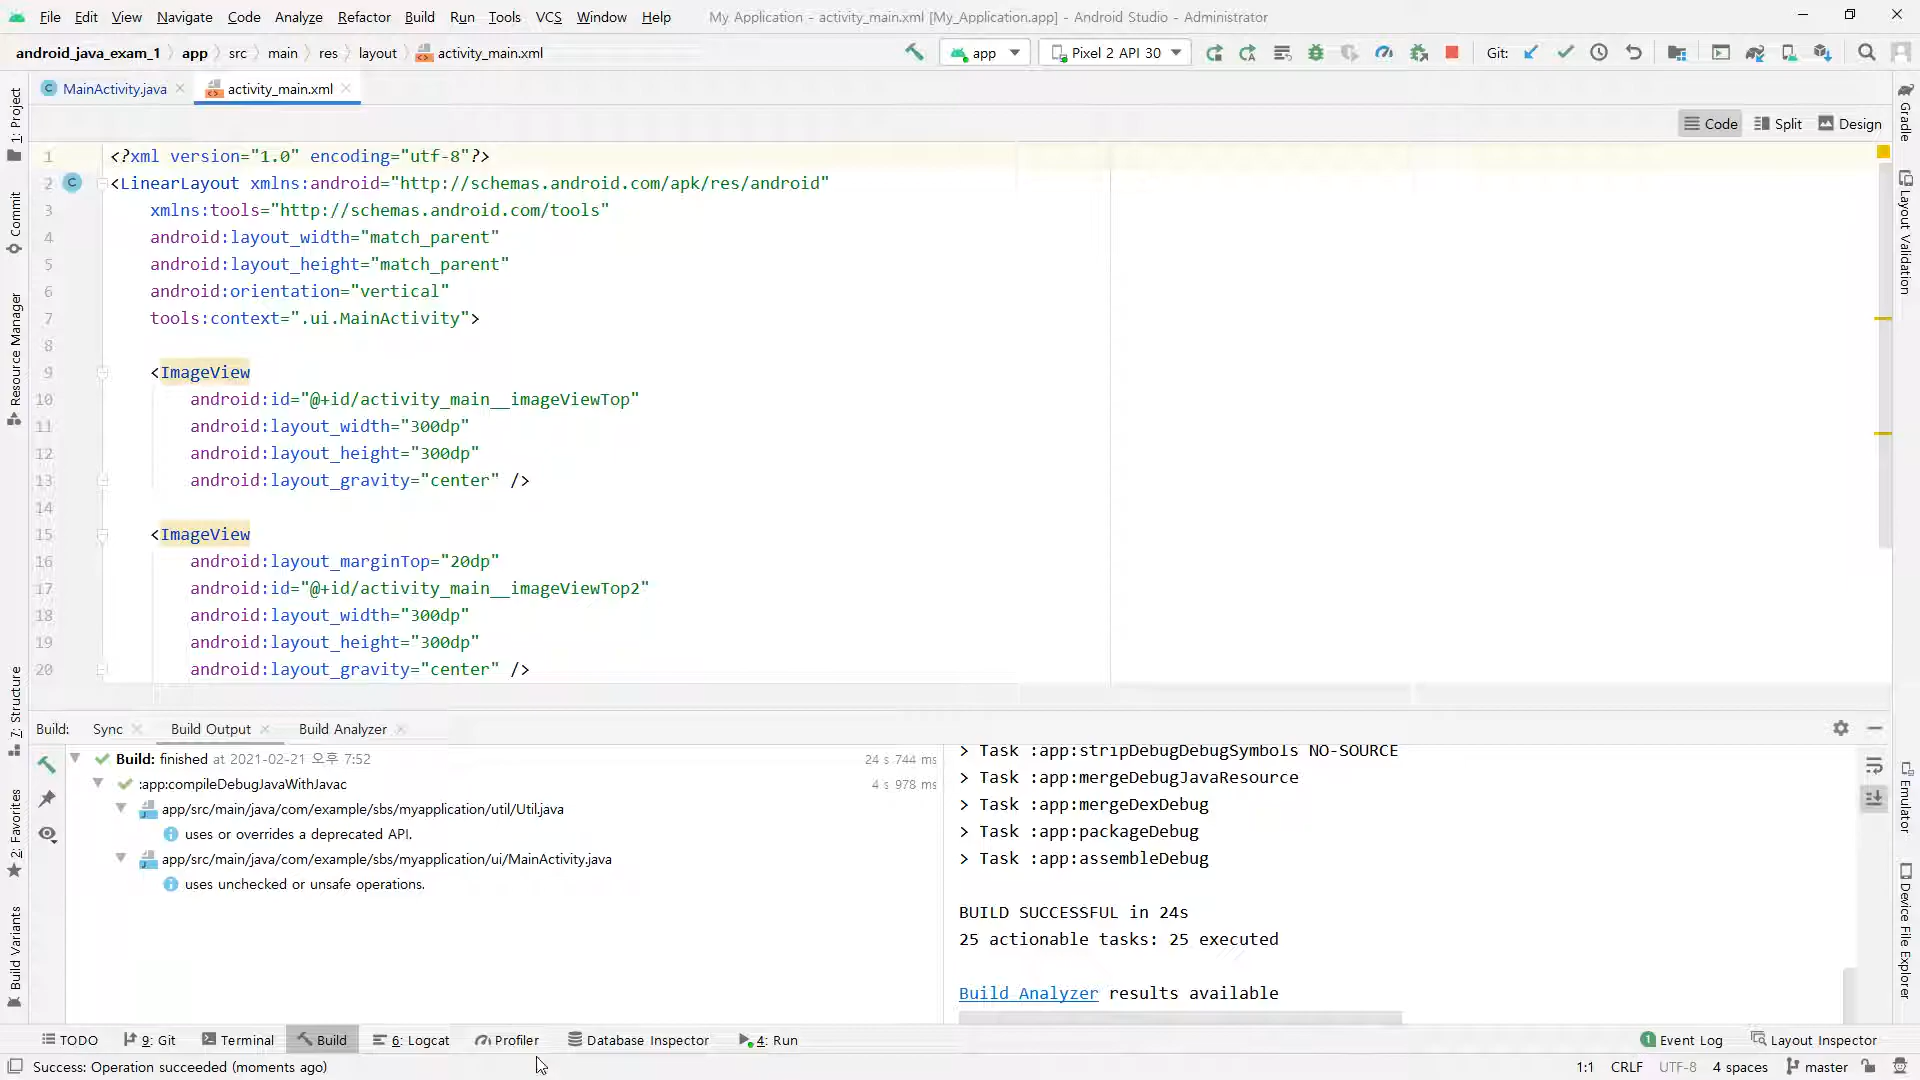 File Edit View Navigate Code Analyze Refactor Build Run Tools VCS Window Help My Application - activity_main.xml [My_Application.app] - Android Studio - Administrator
android_java_exam_1 app src main res layout activity_main.xml app Pixel 2 API 30 Git:
MainActivity.java activity_main.xml
Code Split Design
1 <?xml version="1.0" encoding="utf-8"?>
2 <LinearLayout xmlns:android="http://schemas.android.com/apk/res/android"
3 xmlns:tools="http://schemas.android.com/tools"
4 android:layout_width="match_parent"
5 android:layout_height="match_parent"
6 android:orientation="vertical"
7 tools:context=".ui.MainActivity">
8
9 <ImageView
10 android:id="@+id/activity_main__imageViewTop"
11 android:layout_width="300dp"
12 android:layout_height="300dp"
13 android:layout_gravity="center" />
14
15 <ImageView
16 android:layout_marginTop="20dp"
17 android:id="@+id/activity_main__imageViewTop2"
18 android:layout_width="300dp"
19 android:layout_height="300dp"
20 android:layout_gravity="center" />
1: Project
Commit
Resource Manager
7: Structure
2: Favorites
Build Variants
Gradle
Layout Validation
Emulator
Device File Explorer
Build: Sync Build Output Build Analyzer
Build: finished at 2021-02-21 오후 7:52 24 s 744 ms
:app:compileDebugJavaWithJavac 4 s 978 ms
app/src/main/java/com/example/sbs/myapplication/util/Util.java
uses or overrides a deprecated API.
app/src/main/java/com/example/sbs/myapplication/ui/MainActivity.java
uses unchecked or unsafe operations.
> Task :app:stripDebugDebugSymbols NO-SOURCE
> Task :app:mergeDebugJavaResource
> Task :app:mergeDexDebug
> Task :app:packageDebug
> Task :app:assembleDebug
BUILD SUCCESSFUL in 24s
25 actionable tasks: 25 executed
Build Analyzer results available
TODO 9: Git Terminal Build 6: Logcat Profiler Database Inspector 4: Run 1 Event Log Layout Inspector
Success: Operation succeeded (moments ago) 1:1 CRLF UTF-8 4 spaces master